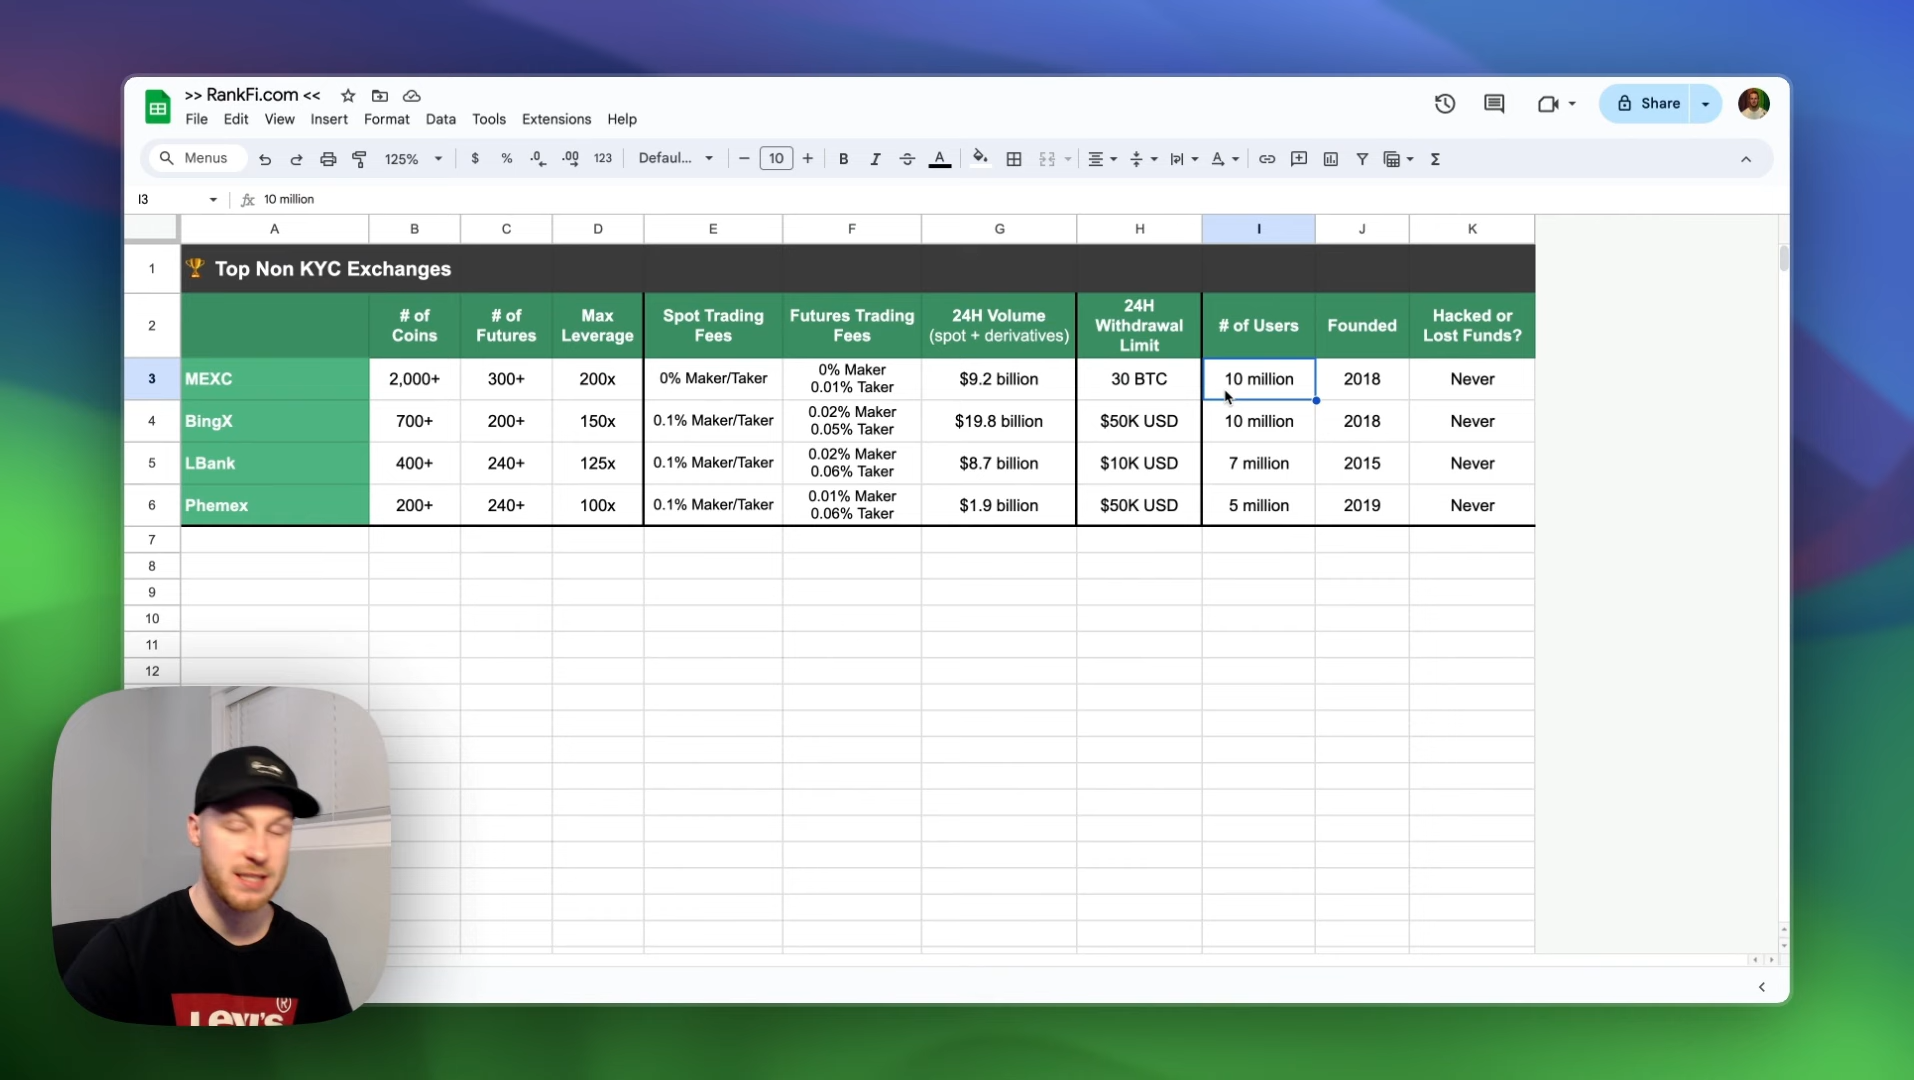 >> RankFi.com <<
File Edit View Insert Format Data Tools Extensions Help
Share
Menus 125% $ % .0 .00 123 Defaul... 10 B I A Σ
I3 fx 10 million
A B C D E F G H I J K
1 🏆 Top Non KYC Exchanges
2 # of Coins # of Futures Max Leverage Spot Trading Fees Futures Trading Fees 24H Volume (spot + derivatives) 24H Withdrawal Limit # of Users Founded Hacked or Lost Funds?
3 MEXC 2,000+ 300+ 200x 0% Maker/Taker 0% Maker 0.01% Taker $9.2 billion 30 BTC 10 million 2018 Never
4 BingX 700+ 200+ 150x 0.1% Maker/Taker 0.02% Maker 0.05% Taker $19.8 billion $50K USD 10 million 2018 Never
5 LBank 400+ 240+ 125x 0.1% Maker/Taker 0.02% Maker 0.06% Taker $8.7 billion $10K USD 7 million 2015 Never
6 Phemex 200+ 240+ 100x 0.1% Maker/Taker 0.01% Maker 0.06% Taker $1.9 billion $50K USD 5 million 2019 Never
7
8
9
10
11
12
Levi's ®